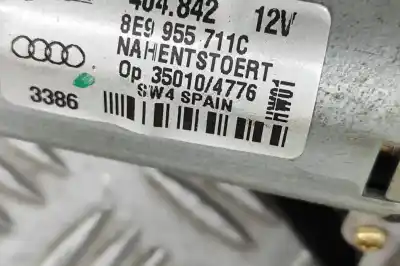 404.842 12V
8E9 955 711C
NAHENTSTOERT
Op 35010/4776
3386 SW4 SPAIN